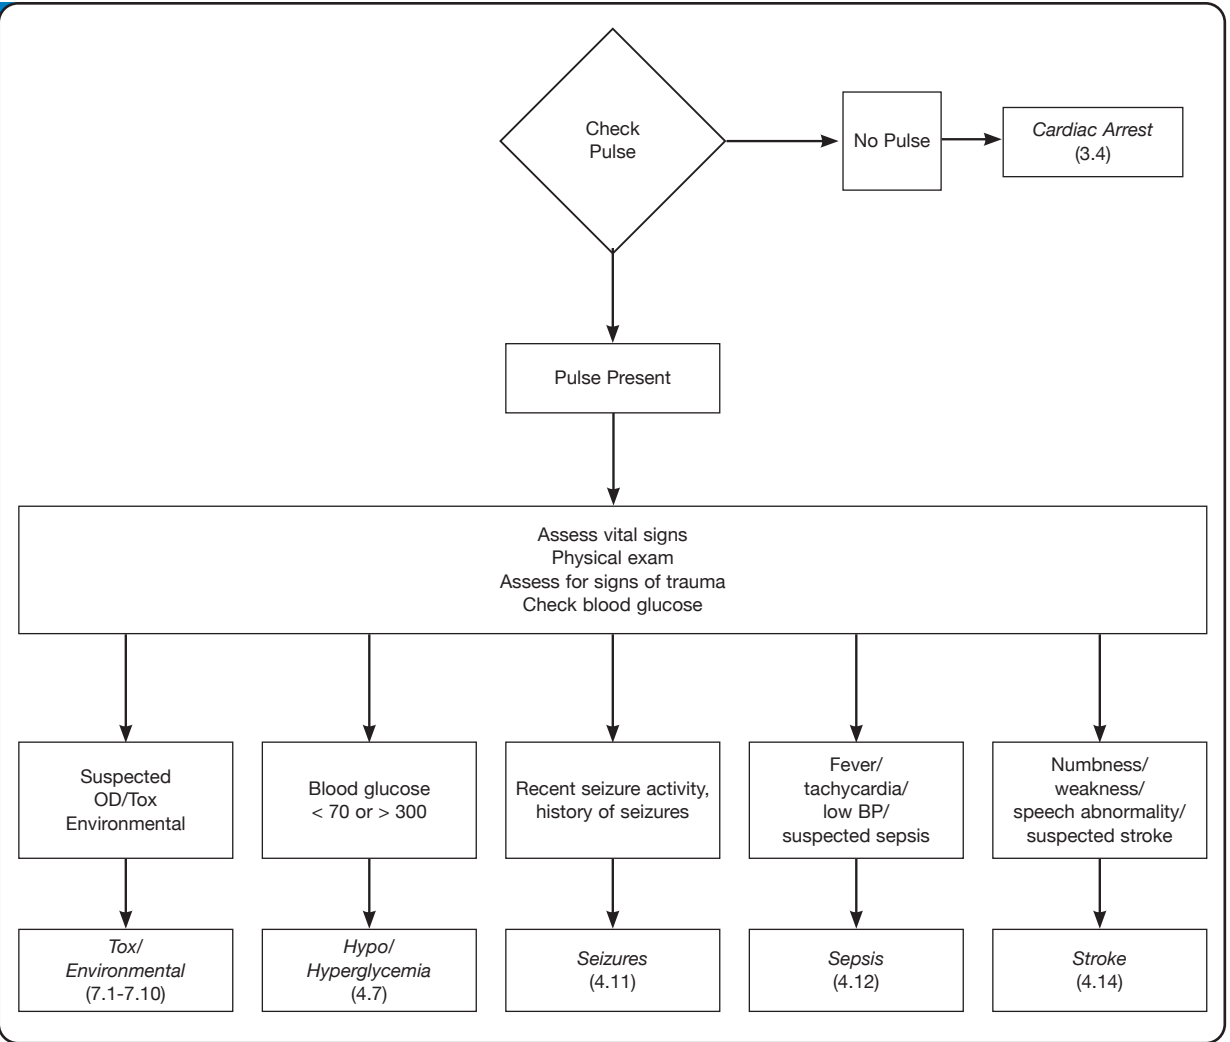 Check
Pulse
No Pulse
Cardiac Arrest
(3.4)
Pulse Present
Assess vital signs
Physical exam
Assess for signs of trauma
Check blood glucose
Suspected
OD/Tox
Environmental
Blood glucose
< 70 or > 300
Recent seizure activity,
history of seizures
Fever/
tachycardia/
low BP/
suspected sepsis
Numbness/
weakness/
speech abnormality/
suspected stroke
Tox/
Environmental
(7.1-7.10)
Hypo/
Hyperglycemia
(4.7)
Seizures
(4.11)
Sepsis
(4.12)
Stroke
(4.14)